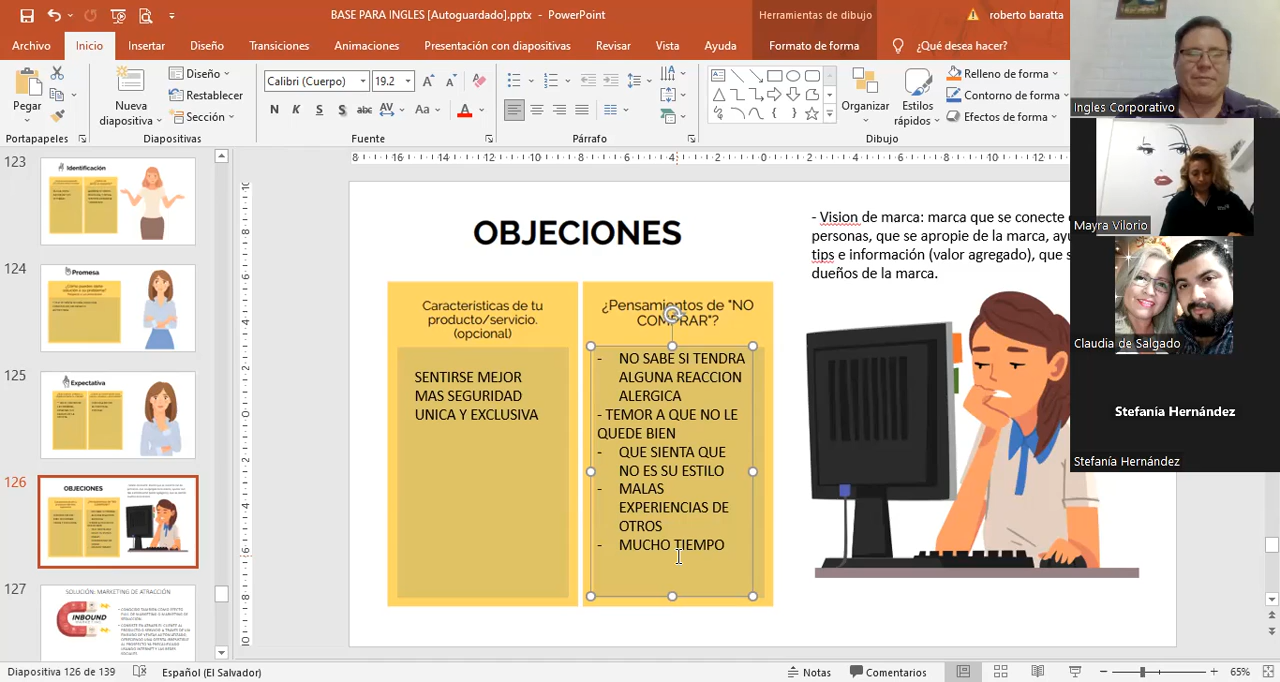 BASE PARA INGLES [Autoguardado].pptx - PowerPoint
Herramientas de dibujo
roberto baratta
Archivo
Inicio
Insertar
Diseño
Transiciones
Animaciones
Presentación con diapositivas
Revisar
Vista
Ayuda
Formato de forma
¿Qué desea hacer?
Pegar
Nueva
diapositiva
Diseño
Restablecer
Sección
Calibri (Cuerpo)
19.2
N K S S abc AV Aa A
Organizar
Estilos
rápidos
Relleno de forma
Contorno de forma
Efectos de forma
Portapapeles
Diapositivas
Fuente
Párrafo
Dibujo
Ingles Corporativo
Mayra Vilorio
Claudia de Salgado
Stefanía Hernández
Stefanía Hernández
123
Identificación
124
Promesa
125
Expectativa
126
OBJECIONES
127
SOLUCIÓN: MARKETING DE ATRACCIÓN
INBOUND
MARKETING
OBJECIONES
Características de tu
producto/servicio.
(opcional)
SENTIRSE MEJOR
MAS SEGURIDAD
UNICA Y EXCLUSIVA
¿Pensamientos de "NO
COMPRAR"?
- NO SABE SI TENDRA
ALGUNA REACCION
ALERGICA
- TEMOR A QUE NO LE
QUEDE BIEN
- QUE SIENTA QUE
NO ES SU ESTILO
- MALAS
EXPERIENCIAS DE
OTROS
- MUCHO TIEMPO
- Vision de marca: marca que se conecte
personas, que se apropie de la marca,
tips e información (valor agregado), que
dueños de la marca.
Diapositiva 126 de 139
Español (El Salvador)
Notas
Comentarios
65%